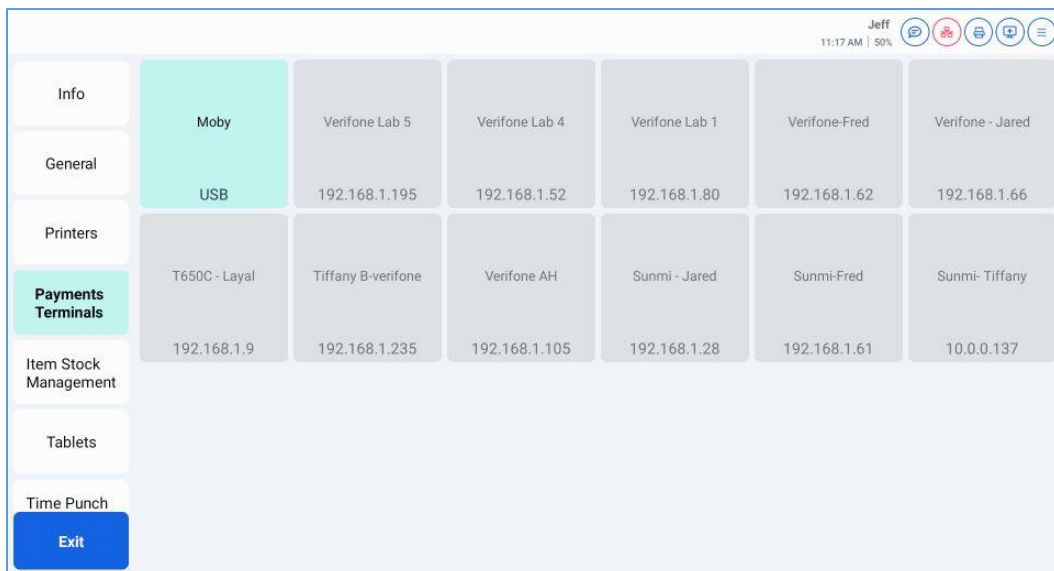 Jeff
11:17 AM | 50%
Info
General
Printers
Payments
Terminals
Item Stock
Management
Tablets
Time Punch
Exit
Moby
USB
Verifone Lab 5
192.168.1.195
Verifone Lab 4
192.168.1.52
Verifone Lab 1
192.168.1.80
Verifone-Fred
192.168.1.62
Verifone - Jared
192.168.1.66
T650C - Layal
192.168.1.9
Tiffany B-verifone
192.168.1.235
Verifone AH
192.168.1.105
Sunmi - Jared
192.168.1.28
Sunmi-Fred
192.168.1.61
Sunmi- Tiffany
10.0.0.137